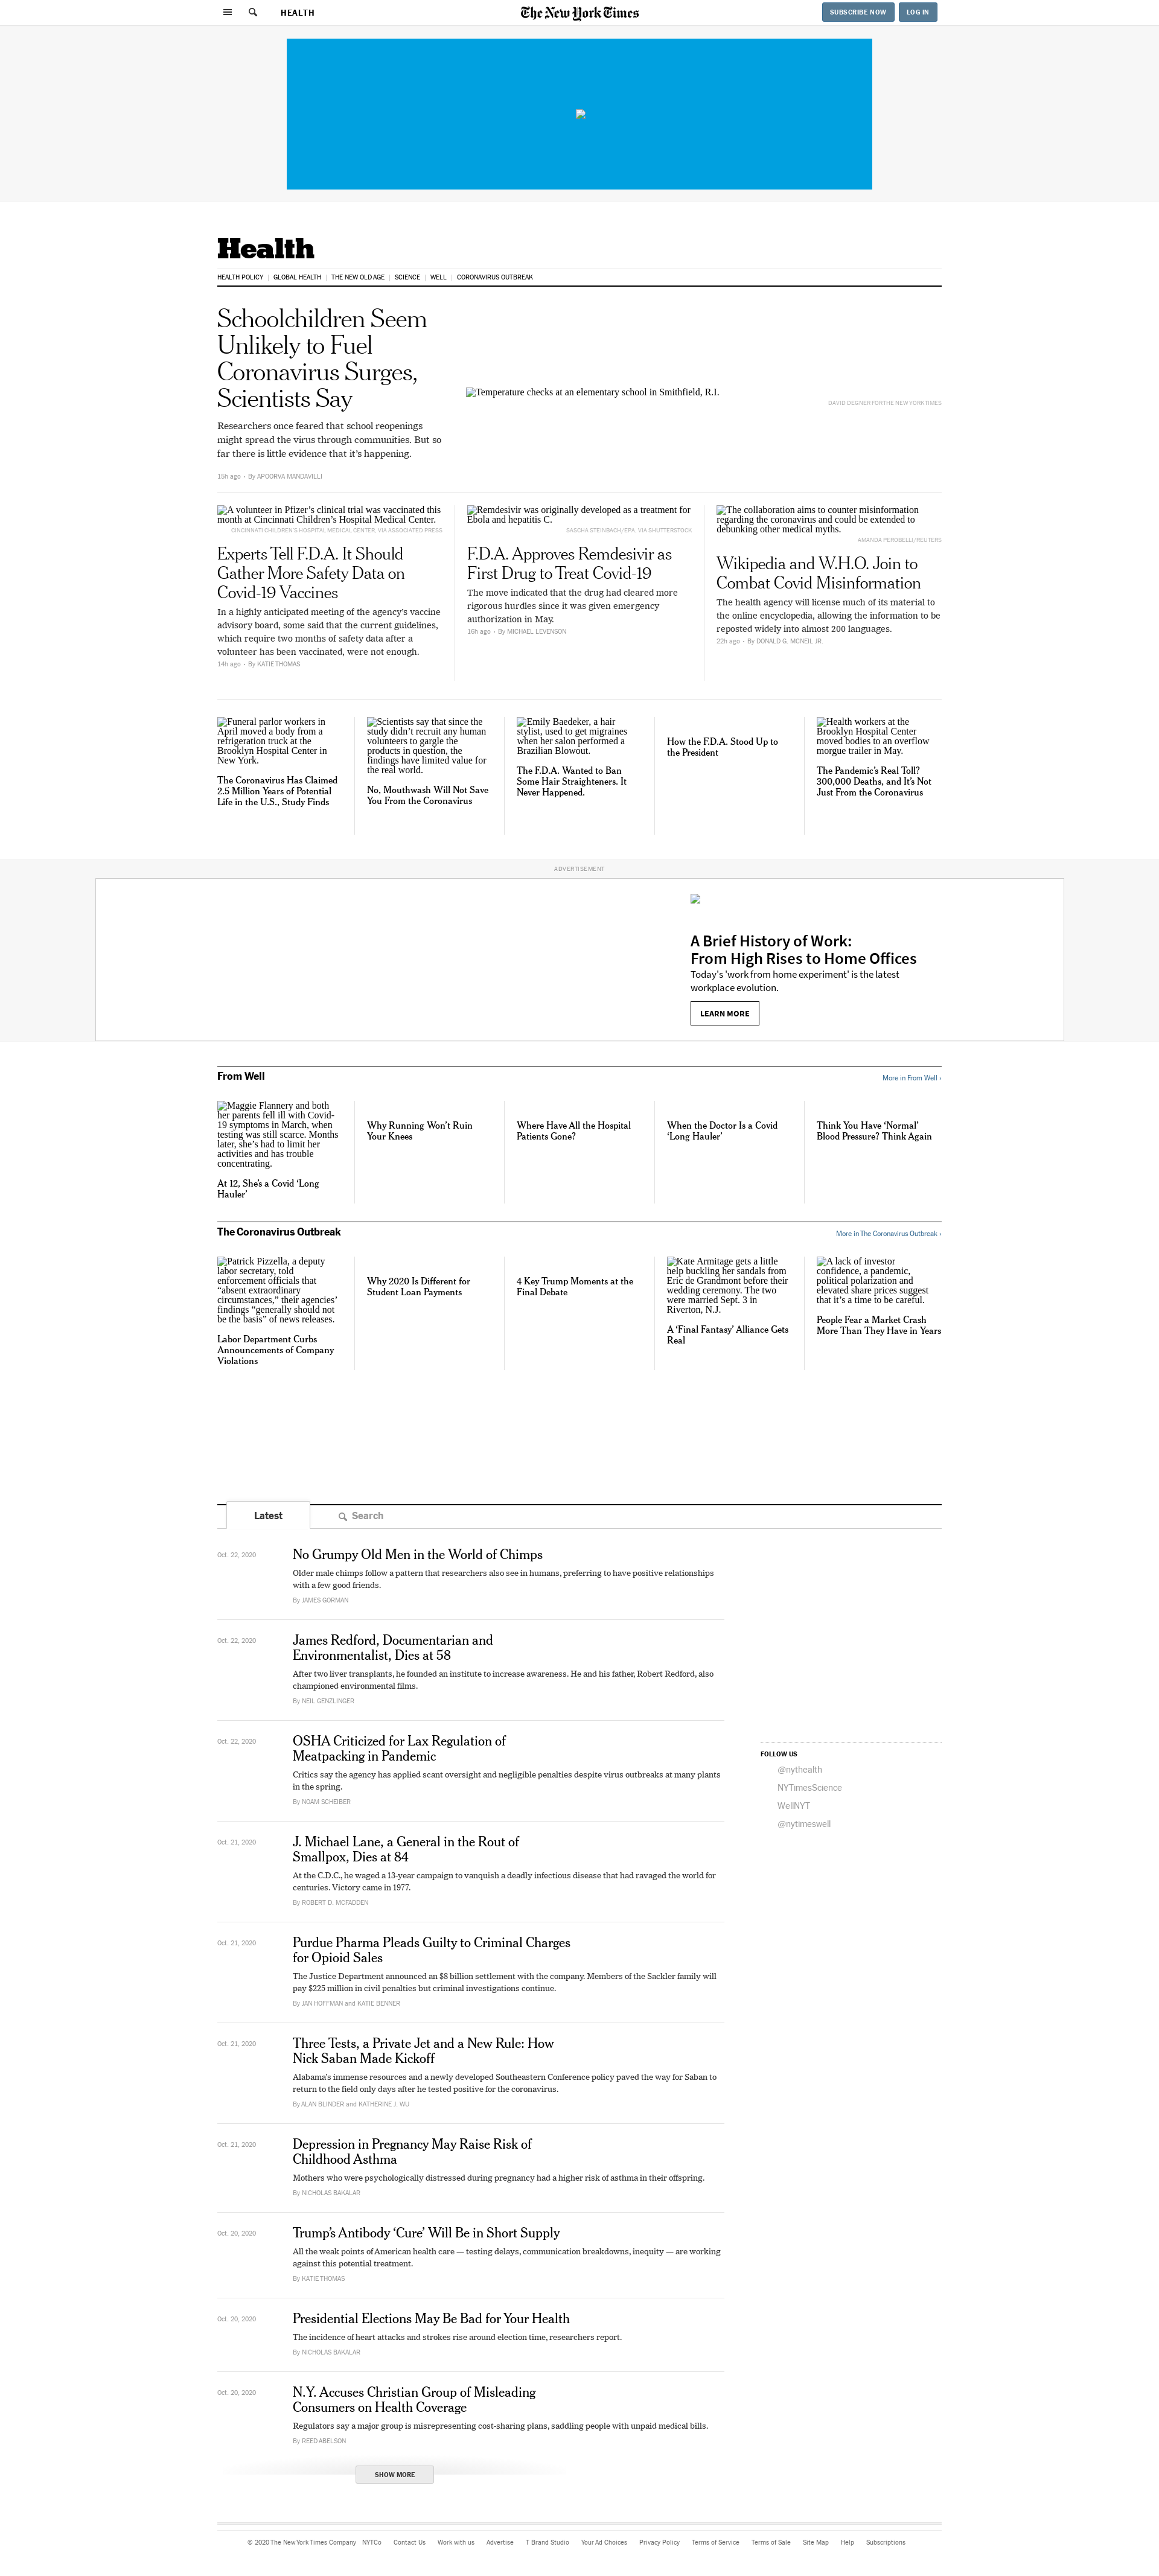 HEALTH
The New York Times
SUBSCRIBE NOW
LOG IN
Health
HEALTH POLICY | GLOBAL HEALTH | THE NEW OLD AGE | SCIENCE | WELL | CORONAVIRUS OUTBREAK
Schoolchildren Seem
Unlikely to Fuel
Coronavirus Surges,
Scientists Say
Researchers once feared that school reopenings
might spread the virus through communities. But so
far there is little evidence that it’s happening.
15h ago • By APOORVA MANDAVILLI
Temperature checks at an elementary school in Smithfield, R.I.
DAVID DEGNER FOR THE NEW YORK TIMES
A volunteer in Pfizer’s clinical trial was vaccinated this
month at Cincinnati Children’s Hospital Medical Center.
CINCINNATI CHILDREN'S HOSPITAL MEDICAL CENTER, VIA ASSOCIATED PRESS
Experts Tell F.D.A. It Should
Gather More Safety Data on
Covid-19 Vaccines
In a highly anticipated meeting of the agency’s vaccine
advisory board, some said that the current guidelines,
which require two months of safety data after a
volunteer has been vaccinated, were not enough.
14h ago • By KATIE THOMAS
Remdesivir was originally developed as a treatment for
Ebola and hepatitis C.
SASCHA STEINBACH/EPA, VIA SHUTTERSTOCK
F.D.A. Approves Remdesivir as
First Drug to Treat Covid-19
The move indicated that the drug had cleared more
rigorous hurdles since it was given emergency
authorization in May.
16h ago • By MICHAEL LEVENSON
The collaboration aims to counter misinformation
regarding the coronavirus and could be extended to
debunking other medical myths.
AMANDA PEROBELLI/REUTERS
Wikipedia and W.H.O. Join to
Combat Covid Misinformation
The health agency will license much of its material to
the online encyclopedia, allowing the information to be
reposted widely into almost 200 languages.
22h ago • By DONALD G. MCNEIL JR.
Funeral parlor workers in
April moved a body from a
refrigeration truck at the
Brooklyn Hospital Center in
New York.
The Coronavirus Has Claimed
2.5 Million Years of Potential
Life in the U.S., Study Finds
Scientists say that since the
study didn’t recruit any human
volunteers to gargle the
products in question, the
findings have limited value for
the real world.
No, Mouthwash Will Not Save
You From the Coronavirus
Emily Baedeker, a hair
stylist, used to get migraines
when her salon performed a
Brazilian Blowout.
The F.D.A. Wanted to Ban
Some Hair Straighteners. It
Never Happened.
How the F.D.A. Stood Up to
the President
Health workers at the
Brooklyn Hospital Center
moved bodies to an overflow
morgue trailer in May.
The Pandemic’s Real Toll?
300,000 Deaths, and It’s Not
Just From the Coronavirus
ADVERTISEMENT
A Brief History of Work:
From High Rises to Home Offices
Today's 'work from home experiment' is the latest
workplace evolution.
LEARN MORE
From Well
More in From Well ›
Maggie Flannery and both
her parents fell ill with Covid-
19 symptoms in March, when
testing was still scarce. Months
later, she’s had to limit her
activities and has trouble
concentrating.
At 12, She’s a Covid ‘Long
Hauler’
Why Running Won’t Ruin
Your Knees
Where Have All the Hospital
Patients Gone?
When the Doctor Is a Covid
‘Long Hauler’
Think You Have ‘Normal’
Blood Pressure? Think Again
The Coronavirus Outbreak
More in The Coronavirus Outbreak ›
Patrick Pizzella, a deputy
labor secretary, told
enforcement officials that
“absent extraordinary
circumstances,” their agencies’
findings “generally should not
be the basis” of news releases.
Labor Department Curbs
Announcements of Company
Violations
Why 2020 Is Different for
Student Loan Payments
4 Key Trump Moments at the
Final Debate
Kate Armitage gets a little
help buckling her sandals from
Eric de Grandmont before their
wedding ceremony. The two
were married Sept. 3 in
Riverton, N.J.
A ‘Final Fantasy’ Alliance Gets
Real
A lack of investor
confidence, a pandemic,
political polarization and
elevated share prices suggest
that it’s a time to be careful.
People Fear a Market Crash
More Than They Have in Years
Latest
Search
Oct. 22, 2020
No Grumpy Old Men in the World of Chimps
Older male chimps follow a pattern that researchers also see in humans, preferring to have positive relationships
with a few good friends.
By JAMES GORMAN
Oct. 22, 2020
James Redford, Documentarian and
Environmentalist, Dies at 58
After two liver transplants, he founded an institute to increase awareness. He and his father, Robert Redford, also
championed environmental films.
By NEIL GENZLINGER
Oct. 22, 2020
OSHA Criticized for Lax Regulation of
Meatpacking in Pandemic
Critics say the agency has applied scant oversight and negligible penalties despite virus outbreaks at many plants
in the spring.
By NOAM SCHEIBER
FOLLOW US
@nythealth
NYTimesScience
WellNYT
@nytimeswell
Oct. 21, 2020
J. Michael Lane, a General in the Rout of
Smallpox, Dies at 84
At the C.D.C., he waged a 13-year campaign to vanquish a deadly infectious disease that had ravaged the world for
centuries. Victory came in 1977.
By ROBERT D. MCFADDEN
Oct. 21, 2020
Purdue Pharma Pleads Guilty to Criminal Charges
for Opioid Sales
The Justice Department announced an $8 billion settlement with the company. Members of the Sackler family will
pay $225 million in civil penalties but criminal investigations continue.
By JAN HOFFMAN and KATIE BENNER
Oct. 21, 2020
Three Tests, a Private Jet and a New Rule: How
Nick Saban Made Kickoff
Alabama’s immense resources and a newly developed Southeastern Conference policy paved the way for Saban to
return to the field only days after he tested positive for the coronavirus.
By ALAN BLINDER and KATHERINE J. WU
Oct. 21, 2020
Depression in Pregnancy May Raise Risk of
Childhood Asthma
Mothers who were psychologically distressed during pregnancy had a higher risk of asthma in their offspring.
By NICHOLAS BAKALAR
Oct. 20, 2020
Trump’s Antibody ‘Cure’ Will Be in Short Supply
All the weak points of American health care — testing delays, communication breakdowns, inequity — are working
against this potential treatment.
By KATIE THOMAS
Oct. 20, 2020
Presidential Elections May Be Bad for Your Health
The incidence of heart attacks and strokes rise around election time, researchers report.
By NICHOLAS BAKALAR
Oct. 20, 2020
N.Y. Accuses Christian Group of Misleading
Consumers on Health Coverage
Regulators say a major group is misrepresenting cost-sharing plans, saddling people with unpaid medical bills.
By REED ABELSON
SHOW MORE
© 2020 The New York Times Company NYTCo Contact Us Work with us Advertise T Brand Studio Your Ad Choices Privacy Policy Terms of Service Terms of Sale Site Map Help Subscriptions